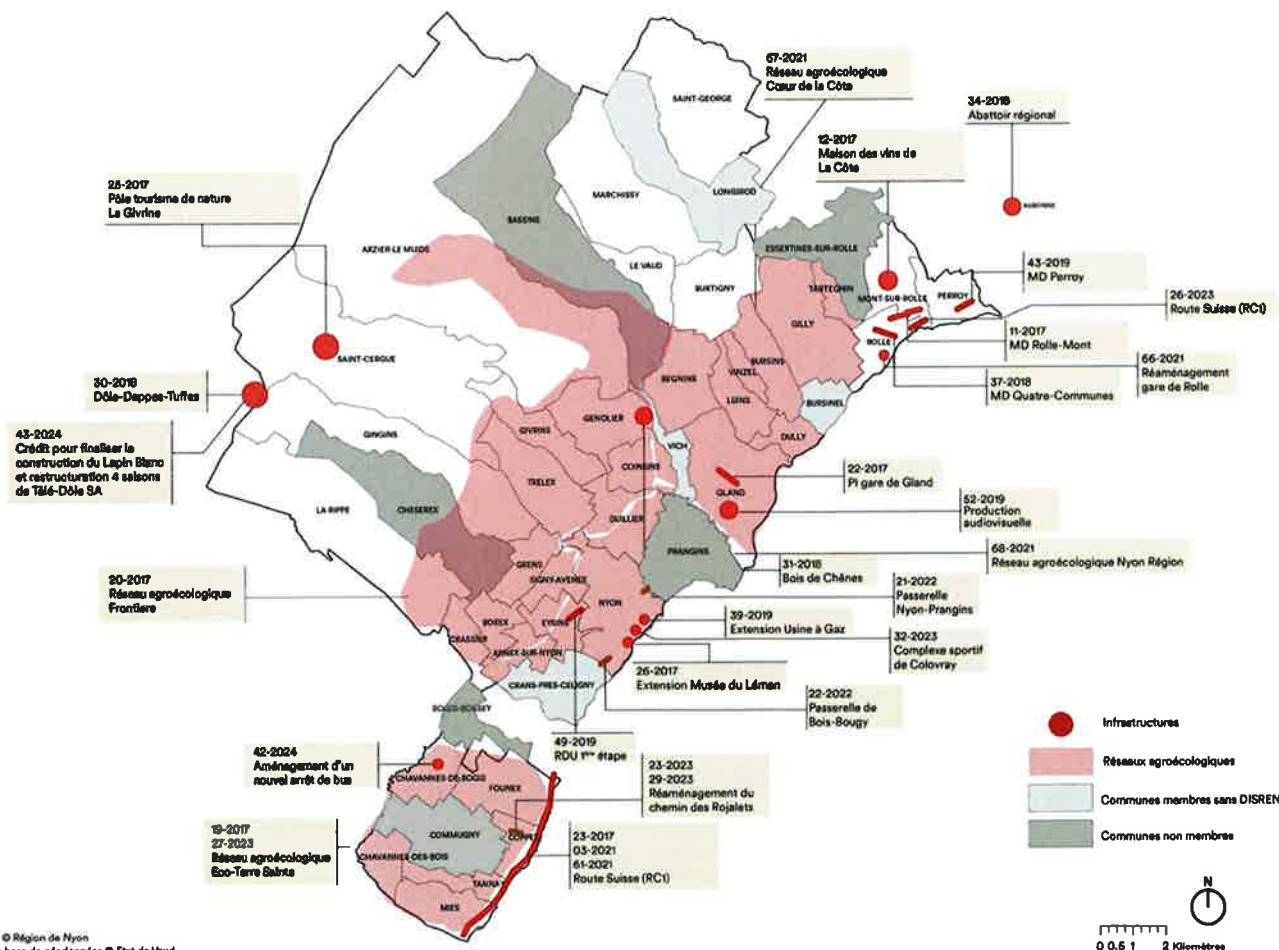 67-2021
Réseau agroécologique
Cœur de la Côte
34-2018
Abattoir régional
12-2017
Maison des vins de
La Côte
25-2017
Pôle tourisme de nature
La Givrine
43-2019
MD Perroy
26-2023
Route Suisse (RC1)
11-2017
MD Rolle-Mont
66-2021
Réaménagement
gare de Rolle
37-2018
MD Quatre-Communes
30-2018
Dôle-Dappes-Tuffes
43-2024
Crédit pour finaliser la
construction du Lapin Blanc
et restructuration 4 saisons
de Télé-Dôle SA
22-2017
PI gare de Gland
52-2019
Production
audiovisuelle
68-2021
Réseau agroécologique Nyon Région
31-2018
Bois de Chênes
20-2017
Réseau agroécologique
Frontière
21-2022
Passerelle
Nyon-Prangins
39-2019
Extension Usine à Gaz
32-2023
Complexe sportif
de Colovray
26-2017
Extension Musée du Léman
22-2022
Passerelle de
Bois-Bougy
49-2019
RDU 1ère étape
42-2024
Aménagement d'un
nouvel arrêt de bus
23-2023
29-2023
Réaménagement du
chemin des Rojalets
19-2017
27-2023
Réseau agroécologique
Eco-Terre Sainte
23-2017
03-2021
61-2021
Route Suisse (RC1)
SAINT-GEORGE
MARCHISSY
LONGIROD
BASSINS
ARZIER-LE MUIDS
LE VAUD
BURTIGNY
ESSERTINES-SUR-ROLLE
TARTEGNIN
MONT-SUR-ROLLE
PERROY
AUBONNE
ROLLE
GILLY
BURSINS
VINZEL
LUINS
BURSINEL
DULLY
BEGNINS
SAINT-CERGUE
GENOLIER
GIVRINS
GINGINS
VICH
COINSINS
GLAND
TRELEX
DUILLIER
LA RIPPE
CHESEREX
PRANGINS
GRENS
SIGNY-AVENEX
NYON
BOREX
EYSINS
CRASSIER
ARNEX-SUR-NYON
CRANS-PRES-CELIGNY
BOGIS-BOSSEY
CHAVANNES-DE-BOGIS
FOUNEX
COMMUGNY
COPPET
CHAVANNES-DES-BOIS
TANNAY
MIES
Infrastructures
Réseaux agroécologiques
Communes membres sans DISREN
Communes non membres
N
0 0.5 1 2 Kilomètres
© Région de Nyon